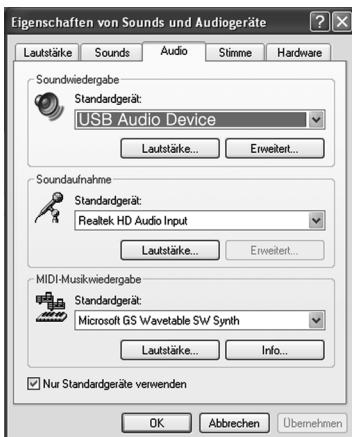 Eigenschaften von Sounds und Audiogeräte
Lautstärke Sounds Audio Stimme Hardware
Soundwiedergabe
Standardgerät:
USB Audio Device
Lautstärke... Erweitert...
Soundaufnahme
Standardgerät:
Realtek HD Audio Input
Lautstärke... Erweitert...
MIDI-Musikwiedergabe
Standardgerät:
Microsoft GS Wavetable SW Synth
Lautstärke... Info...
Nur Standardgeräte verwenden
OK Abbrechen Übernehmen